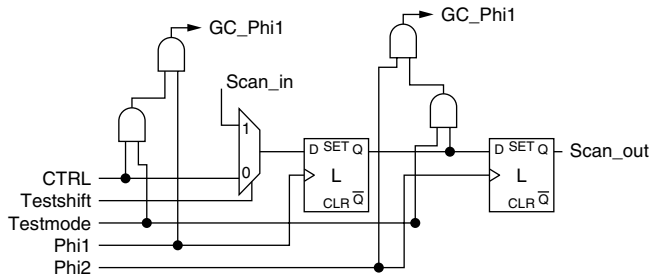 GC_Phi1
GC_Phi1
Scan_in
1
0
D SET Q
L
CLR Q
D SET Q
L
CLR Q
Scan_out
CTRL
Testshift
Testmode
Phi1
Phi2